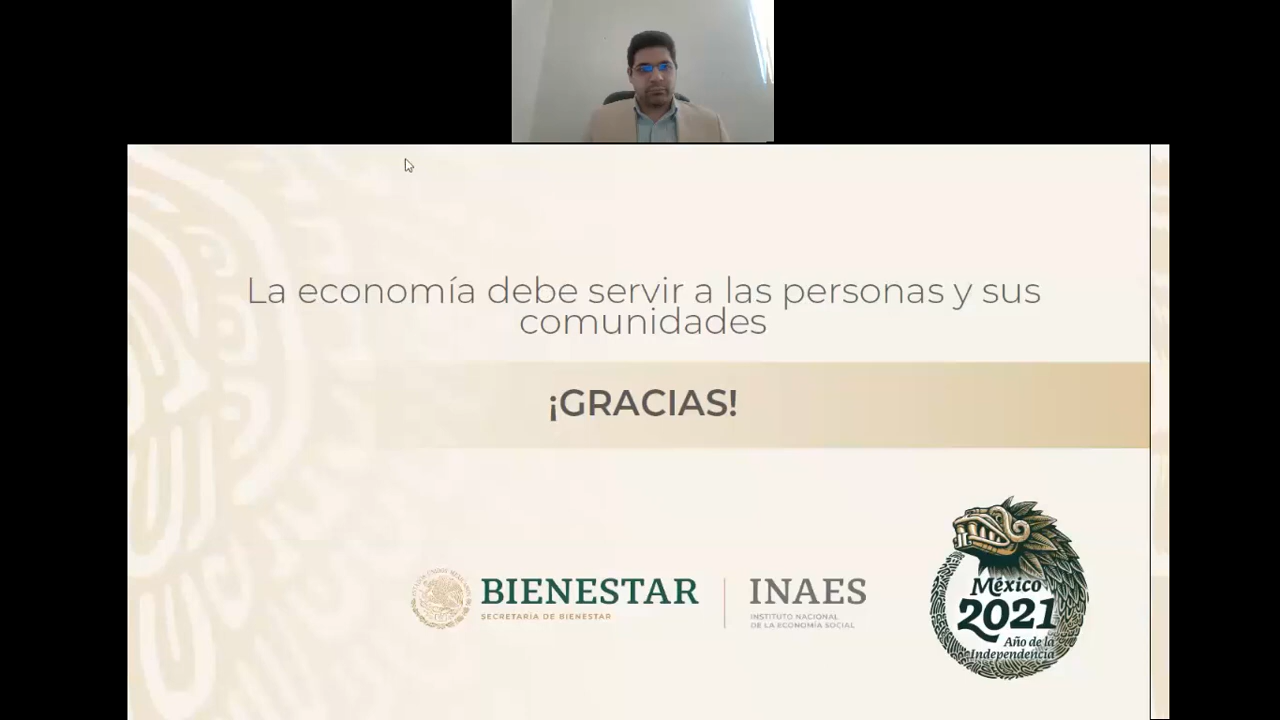 La economía debe servir a las personas y sus
comunidades
¡GRACIAS!
BIENESTAR
SECRETARÍA DE BIENESTAR
INAES
INSTITUTO NACIONAL
DE LA ECONOMÍA SOCIAL
México
2021
Año de la
Independencia